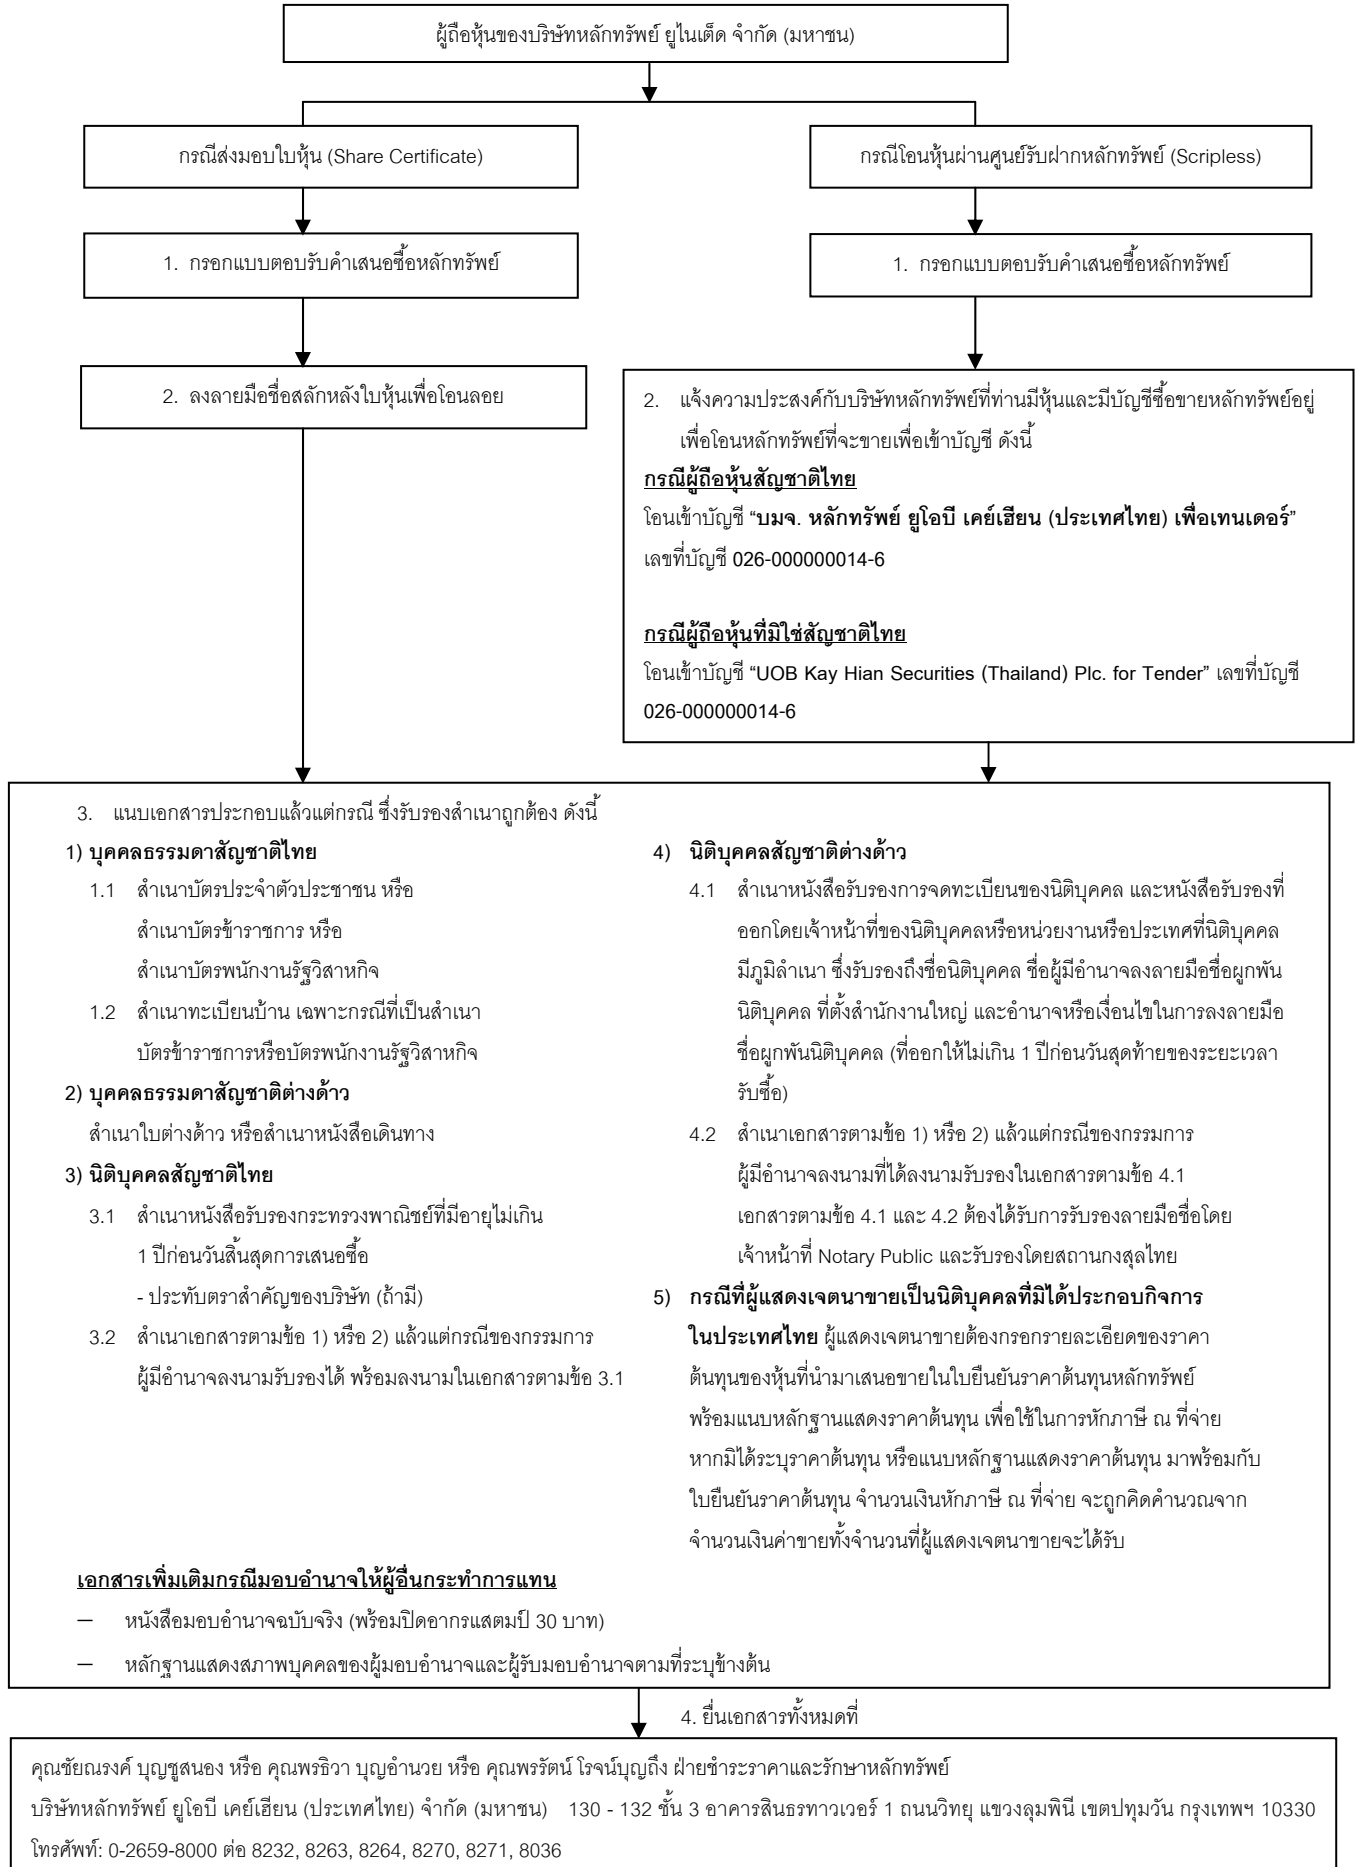 ผู้ถือหุ้นของบริษัทหลักทรัพย์ ยูไนเต็ด จำกัด (มหาชน)
กรณีส่งมอบใบหุ้น (Share Certificate)
กรณีโอนหุ้นผ่านศูนย์รับฝากหลักทรัพย์ (Scripless)
1. กรอกแบบตอบรับคำเสนอซื้อหลักทรัพย์
1. กรอกแบบตอบรับคำเสนอซื้อหลักทรัพย์
2. ลงลายมือชื่อสลักหลังใบหุ้นเพื่อโอนลอย
2. แจ้งความประสงค์กับบริษัทหลักทรัพย์ที่ท่านมีหุ้นและมีบัญชีซื้อขายหลักทรัพย์อยู่
เพื่อโอนหลักทรัพย์ที่จะขายเพื่อเข้าบัญชี ดังนี้
กรณีผู้ถือหุ้นสัญชาติไทย
โอนเข้าบัญชี “บมจ. หลักทรัพย์ ยูโอบี เคย์เฮียน (ประเทศไทย) เพื่อเทนเดอร์”
เลขที่บัญชี 026-000000014-6
กรณีผู้ถือหุ้นที่มิใช่สัญชาติไทย
โอนเข้าบัญชี “UOB Kay Hian Securities (Thailand) Plc. for Tender” เลขที่บัญชี
026-000000014-6
3. แนบเอกสารประกอบแล้วแต่กรณี ซึ่งรับรองสำเนาถูกต้อง ดังนี้
1) บุคคลธรรมดาสัญชาติไทย
1.1 สำเนาบัตรประจำตัวประชาชน หรือ
สำเนาบัตรข้าราชการ หรือ
สำเนาบัตรพนักงานรัฐวิสาหกิจ
1.2 สำเนาทะเบียนบ้าน เฉพาะกรณีที่เป็นสำเนา
บัตรข้าราชการหรือบัตรพนักงานรัฐวิสาหกิจ
2) บุคคลธรรมดาสัญชาติต่างด้าว
สำเนาใบต่างด้าว หรือสำเนาหนังสือเดินทาง
3) นิติบุคคลสัญชาติไทย
3.1 สำเนาหนังสือรับรองกระทรวงพาณิชย์ที่มีอายุไม่เกิน
1 ปีก่อนวันสิ้นสุดการเสนอซื้อ
- ประทับตราสำคัญของบริษัท (ถ้ามี)
3.2 สำเนาเอกสารตามข้อ 1) หรือ 2) แล้วแต่กรณีของกรรมการ
ผู้มีอำนาจลงนามรับรองได้ พร้อมลงนามในเอกสารตามข้อ 3.1
4) นิติบุคคลสัญชาติต่างด้าว
4.1 สำเนาหนังสือรับรองการจดทะเบียนของนิติบุคคล และหนังสือรับรองที่
ออกโดยเจ้าหน้าที่ของนิติบุคคลหรือหน่วยงานหรือประเทศที่นิติบุคคล
มีภูมิลำเนา ซึ่งรับรองถึงชื่อนิติบุคคล ชื่อผู้มีอำนาจลงลายมือชื่อผูกพัน
นิติบุคคล ที่ตั้งสำนักงานใหญ่ และอำนาจหรือเงื่อนไขในการลงลายมือ
ชื่อผูกพันนิติบุคคล (ที่ออกให้ไม่เกิน 1 ปีก่อนวันสุดท้ายของระยะเวลา
รับซื้อ)
4.2 สำเนาเอกสารตามข้อ 1) หรือ 2) แล้วแต่กรณีของกรรมการ
ผู้มีอำนาจลงนามที่ได้ลงนามรับรองในเอกสารตามข้อ 4.1
เอกสารตามข้อ 4.1 และ 4.2 ต้องได้รับการรับรองลายมือชื่อโดย
เจ้าหน้าที่ Notary Public และรับรองโดยสถานกงสุลไทย
5) กรณีที่ผู้แสดงเจตนาขายเป็นนิติบุคคลที่มิได้ประกอบกิจการ
ในประเทศไทย ผู้แสดงเจตนาขายต้องกรอกรายละเอียดของราคา
ต้นทุนของหุ้นที่นำมาเสนอขายในใบยืนยันราคาต้นทุนหลักทรัพย์
พร้อมแนบหลักฐานแสดงราคาต้นทุน เพื่อใช้ในการหักภาษี ณ ที่จ่าย
หากมิได้ระบุราคาต้นทุน หรือแนบหลักฐานแสดงราคาต้นทุน มาพร้อมกับ
ใบยืนยันราคาต้นทุน จำนวนเงินหักภาษี ณ ที่จ่าย จะถูกคิดคำนวณจาก
จำนวนเงินค่าขายทั้งจำนวนที่ผู้แสดงเจตนาขายจะได้รับ
เอกสารเพิ่มเติมกรณีมอบอำนาจให้ผู้อื่นกระทำการแทน
— หนังสือมอบอำนาจฉบับจริง (พร้อมปิดอากรแสตมป์ 30 บาท)
— หลักฐานแสดงสภาพบุคคลของผู้มอบอำนาจและผู้รับมอบอำนาจตามที่ระบุข้างต้น
4. ยื่นเอกสารทั้งหมดที่
คุณชัยณรงค์ บุญชูสนอง หรือ คุณพรธิวา บุญอำนวย หรือ คุณพรรัตน์ โรจน์บุญถึง ฝ่ายชำระราคาและรักษาหลักทรัพย์
บริษัทหลักทรัพย์ ยูโอบี เคย์เฮียน (ประเทศไทย) จำกัด (มหาชน) 130 - 132 ชั้น 3 อาคารสินธรทาวเวอร์ 1 ถนนวิทยุ แขวงลุมพินี เขตปทุมวัน กรุงเทพฯ 10330
โทรศัพท์: 0-2659-8000 ต่อ 8232, 8263, 8264, 8270, 8271, 8036